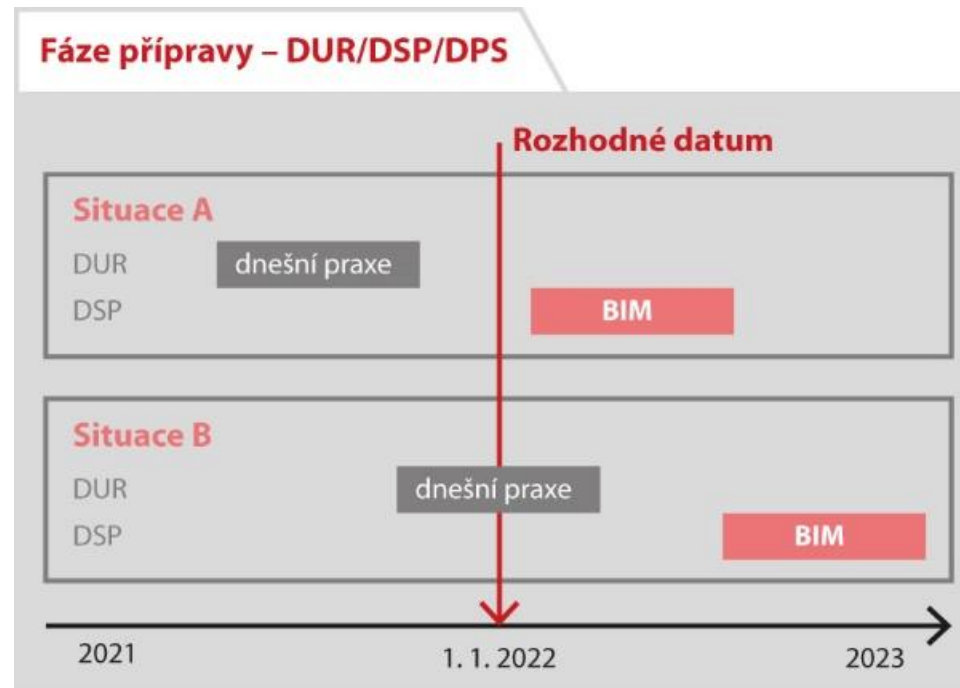 Fáze přípravy – DUR/DSP/DPS
Rozhodné datum
Situace A
DUR dnešní praxe
DSP BIM
Situace B
DUR dnešní praxe
DSP BIM
2021 1. 1. 2022 2023